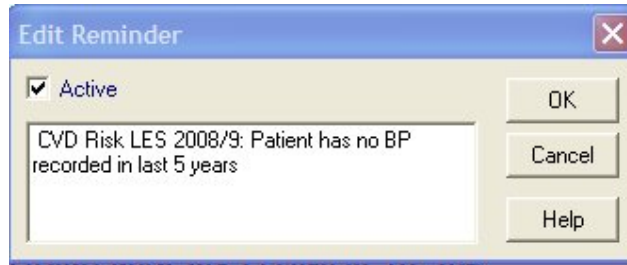 Edit Reminder
Active
OK
CVD Risk LES 2008/9: Patient has no BP
recorded in last 5 years
Cancel
Help